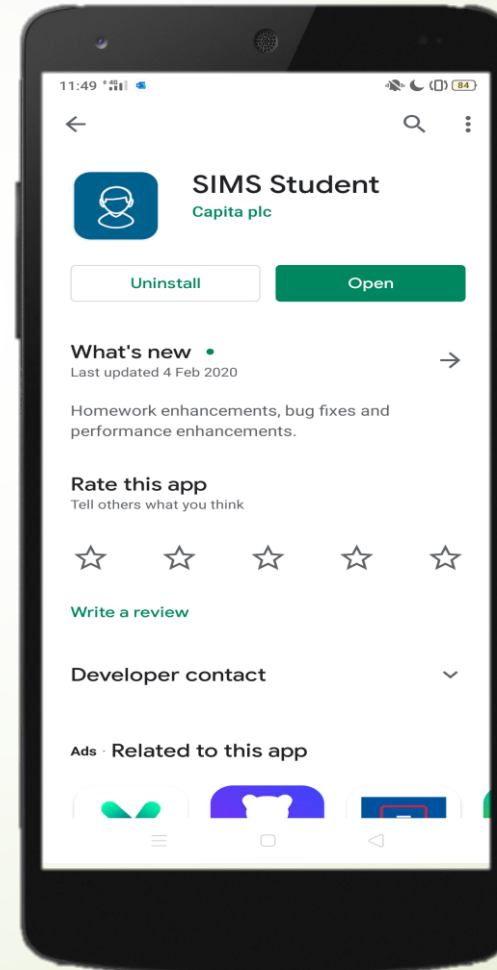 11:49
84
SIMS Student
Capita plc
Uninstall
Open
What's new •
Last updated 4 Feb 2020
Homework enhancements, bug fixes and
performance enhancements.
Rate this app
Tell others what you think
Write a review
Developer contact
Ads · Related to this app